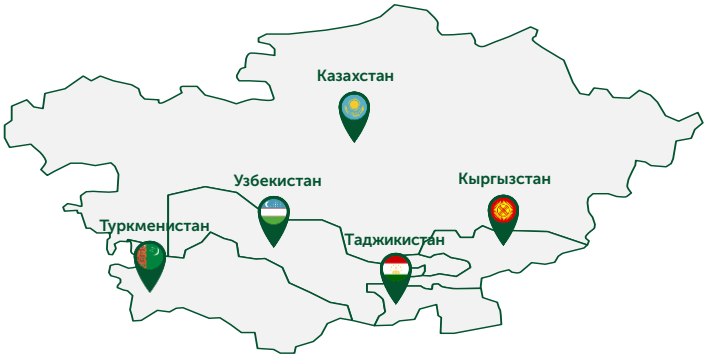 Казахстан
Узбекистан
Кыргызстан
Туркменистан
Таджикистан